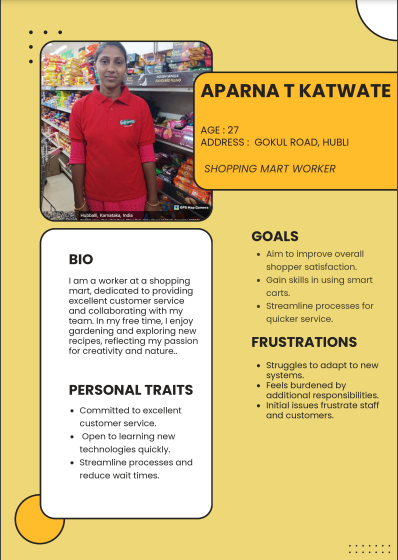 APARNA T KATWATE
AGE : 27
ADDRESS : GOKUL ROAD, HUBLI
SHOPPING MART WORKER
Hubballi, Karnataka, India
GPS Map Camera
BIO
I am a worker at a shopping
mart, dedicated to providing
excellent customer service
and collaborating with my
team. In my free time, I enjoy
gardening and exploring new
recipes, reflecting my passion
for creativity and nature..
PERSONAL TRAITS
• Committed to excellent
customer service.
• Open to learning new
technologies quickly.
• Streamline processes and
reduce wait times.
GOALS
• Aim to improve overall
shopper satisfaction.
• Gain skills in using smart
carts.
• Streamline processes for
quicker service.
FRUSTRATIONS
• Struggles to adapt to new
systems.
• Feels burdened by
additional responsibilities.
• Initial issues frustrate staff
and customers.